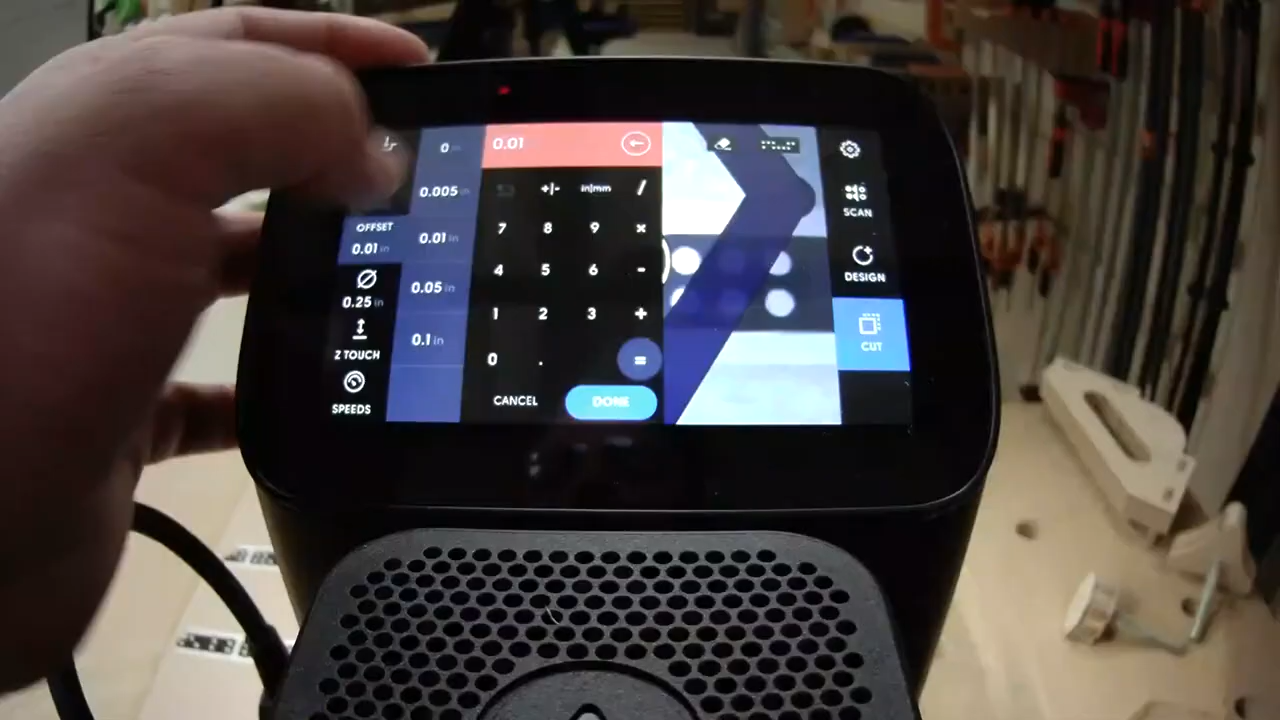 OFFSET
0.01 in
0.25 in
Z TOUCH
SPEEDS
0 in
0.005 in
0.01 in
0.05 in
0.1 in
0.01
+|- in|mm /
7 8 9 x
4 5 6 -
1 2 3 +
0 . =
CANCEL DONE
SCAN
DESIGN
CUT